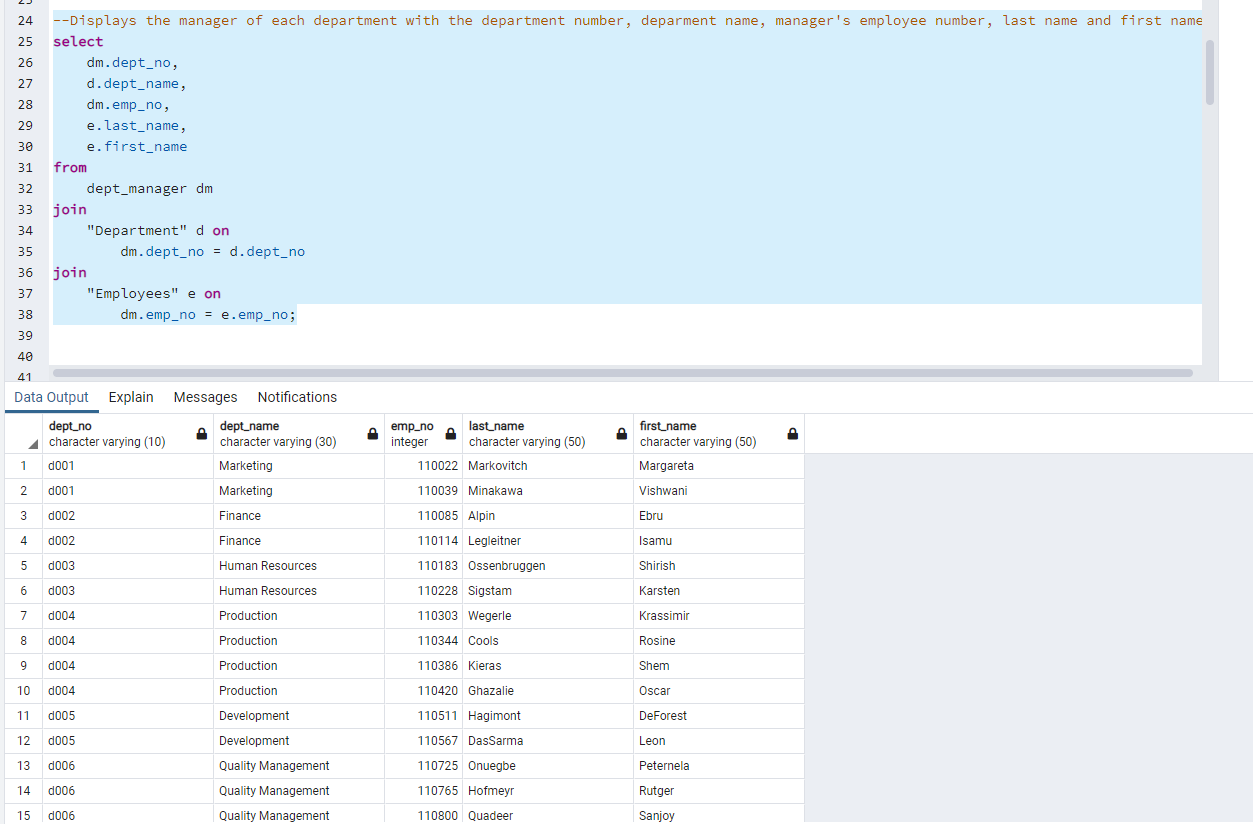 24 --Displays the manager of each department with the department number, deparment name, manager's employee number, last name and first name
25 select
26 dm.dept_no,
27 d.dept_name,
28 dm.emp_no,
29 e.last_name,
30 e.first_name
31 from
32 dept_manager dm
33 join
34 "Department" d on
35 dm.dept_no = d.dept_no
36 join
37 "Employees" e on
38 dm.emp_no = e.emp_no;
39
40
41
Data Output Explain Messages Notifications
dept_no dept_name emp_no last_name first_name
character varying (10) character varying (30) integer character varying (50) character varying (50)
1 d001 Marketing 110022 Markovitch Margareta
2 d001 Marketing 110039 Minakawa Vishwani
3 d002 Finance 110085 Alpin Ebru
4 d002 Finance 110114 Legleitner Isamu
5 d003 Human Resources 110183 Ossenbruggen Shirish
6 d003 Human Resources 110228 Sigstam Karsten
7 d004 Production 110303 Wegerle Krassimir
8 d004 Production 110344 Cools Rosine
9 d004 Production 110386 Kieras Shem
10 d004 Production 110420 Ghazalie Oscar
11 d005 Development 110511 Hagimont DeForest
12 d005 Development 110567 DasSarma Leon
13 d006 Quality Management 110725 Onuegbe Peternela
14 d006 Quality Management 110765 Hofmeyr Rutger
15 d006 Quality Management 110800 Quadeer Sanjoy